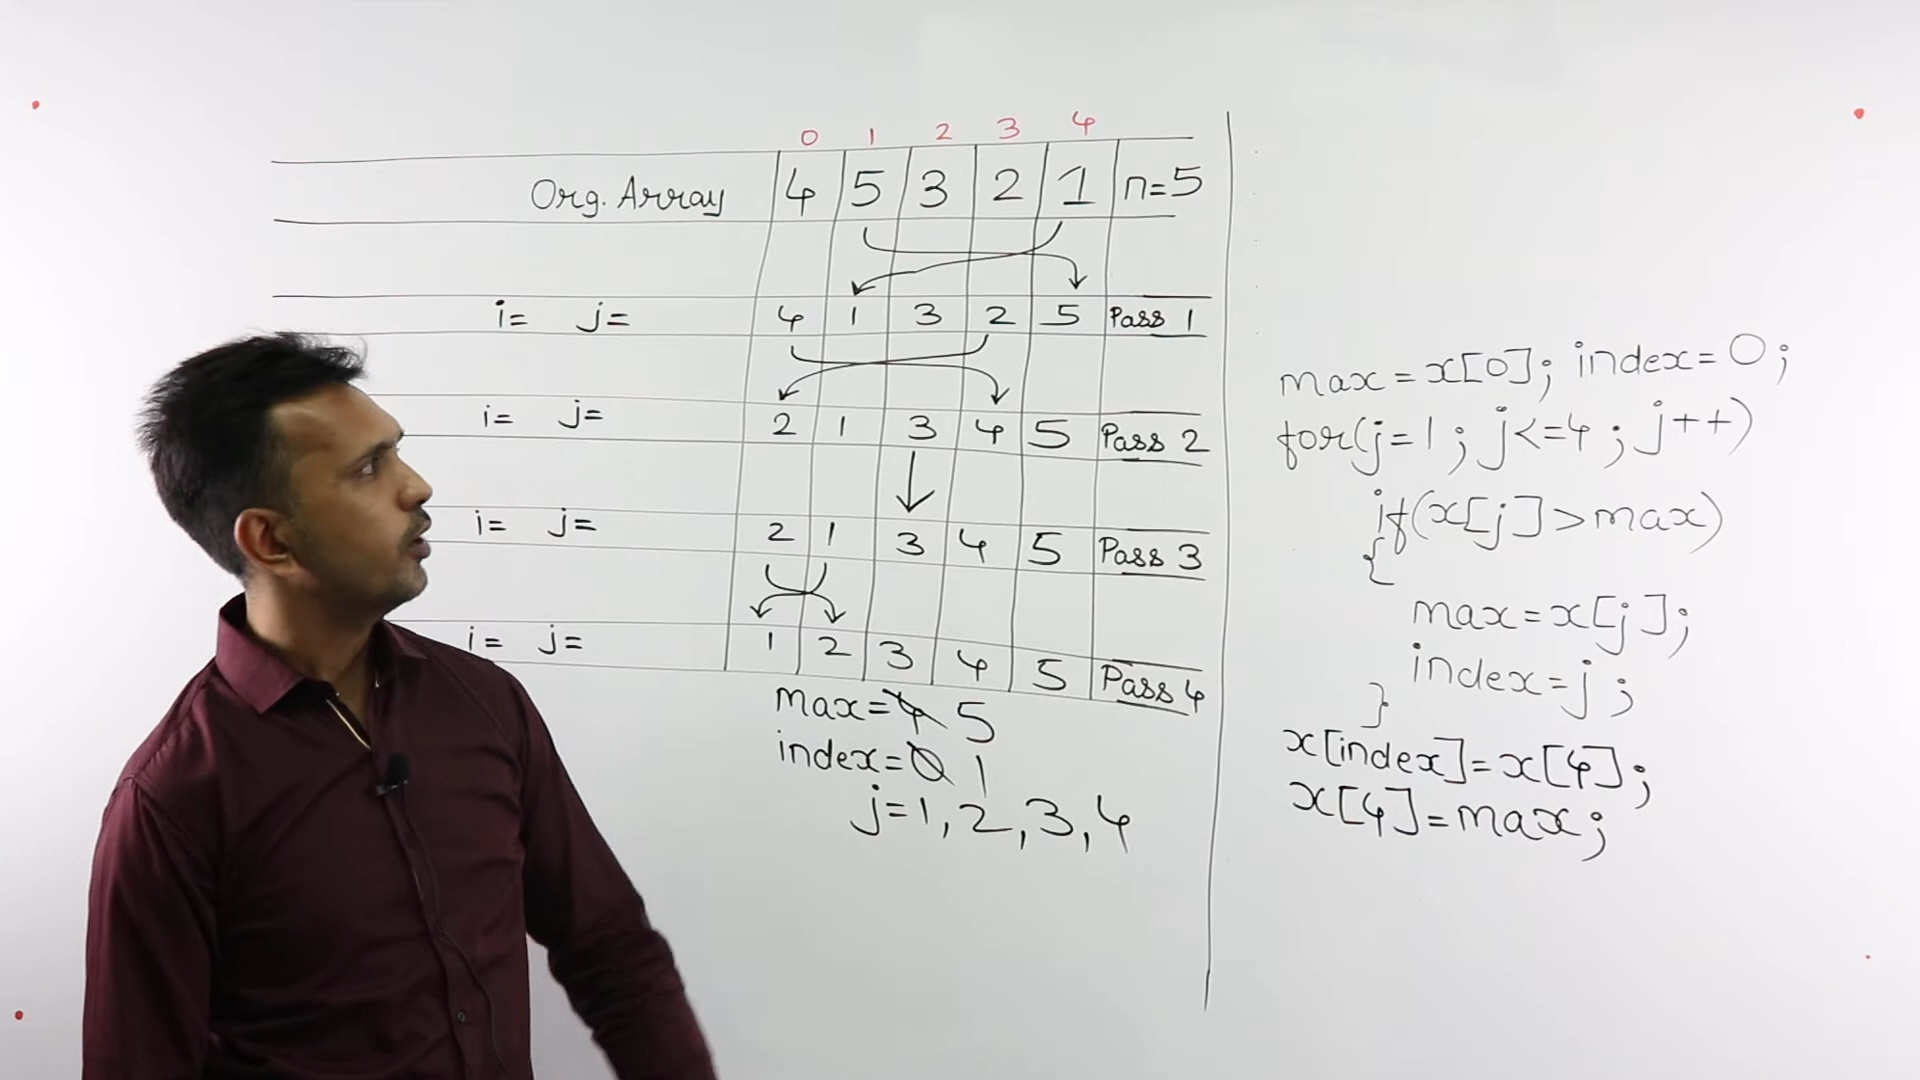 0 1 2 3 4
Org. Array 4 5 3 2 1 n=5
i= j= 4 1 3 2 5 Pass 1
i= j= 2 1 3 4 5 Pass 2
i= j= 2 1 3 4 5 Pass 3
i= j= 1 2 3 4 5 Pass 4
max=4 5
index=0 1
j=1,2,3,4
max=x[0]; index=0;
for(j=1; j<=4; j++)
if(x[j]>max)
{
max=x[j];
index=j;
}
x[index]=x[4];
x[4]=max;